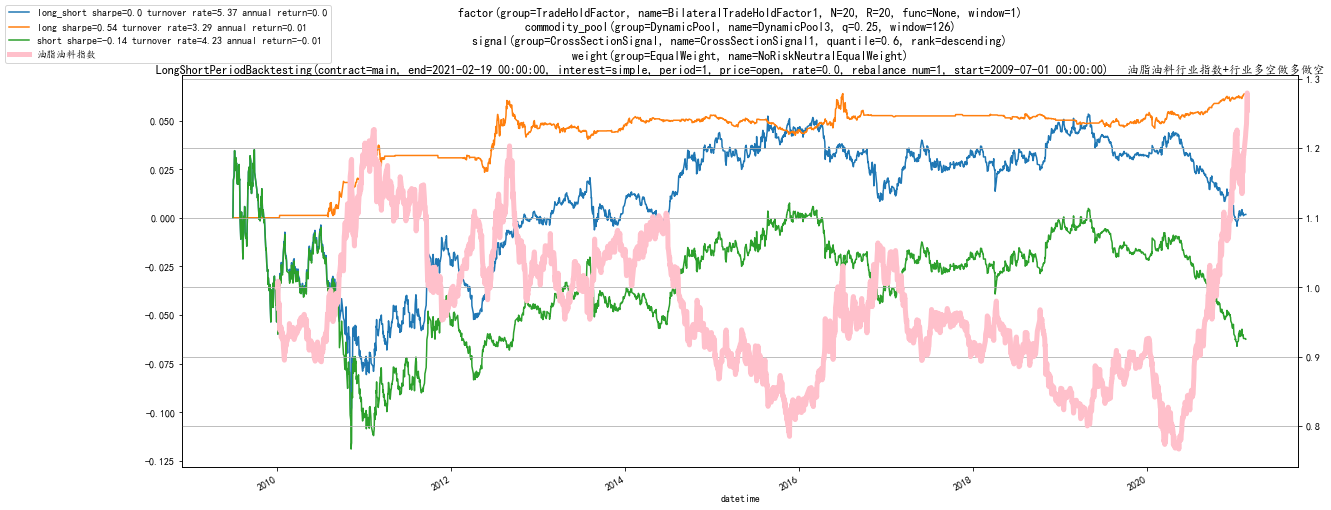 long_short sharpe=0.0 turnover rate=5.37 annual return=0.0
long sharpe=0.54 turnover rate=3.29 annual return=0.01
short sharpe=-0.14 turnover rate=4.23 annual return=-0.01
油脂油料指数
factor(group=TradeHoldFactor, name=BilateralTradeHoldFactor1, N=20, R=20, func=None, window=1)
commodity_pool(group=DynamicPool, name=DynamicPool3, q=0.25, window=126)
signal(group=CrossSectionSignal, name=CrossSectionSignal1, quantile=0.6, rank=descending)
weight(group=EqualWeight, name=NoRiskNeutralEqualWeight)
LongShortPeriodBacktesting(contract=main, end=2021-02-19 00:00:00, interest=simple, period=1, price=open, rate=0.0, rebalance_num=1, start=2009-07-01 00:00:00) 油脂油料行业指数+行业多空做多做空
0.050
0.025
0.000
-0.025
-0.050
-0.075
-0.100
-0.125
1.3
1.2
1.1
1.0
0.9
0.8
2010
2012
2014
2016
2018
2020
datetime